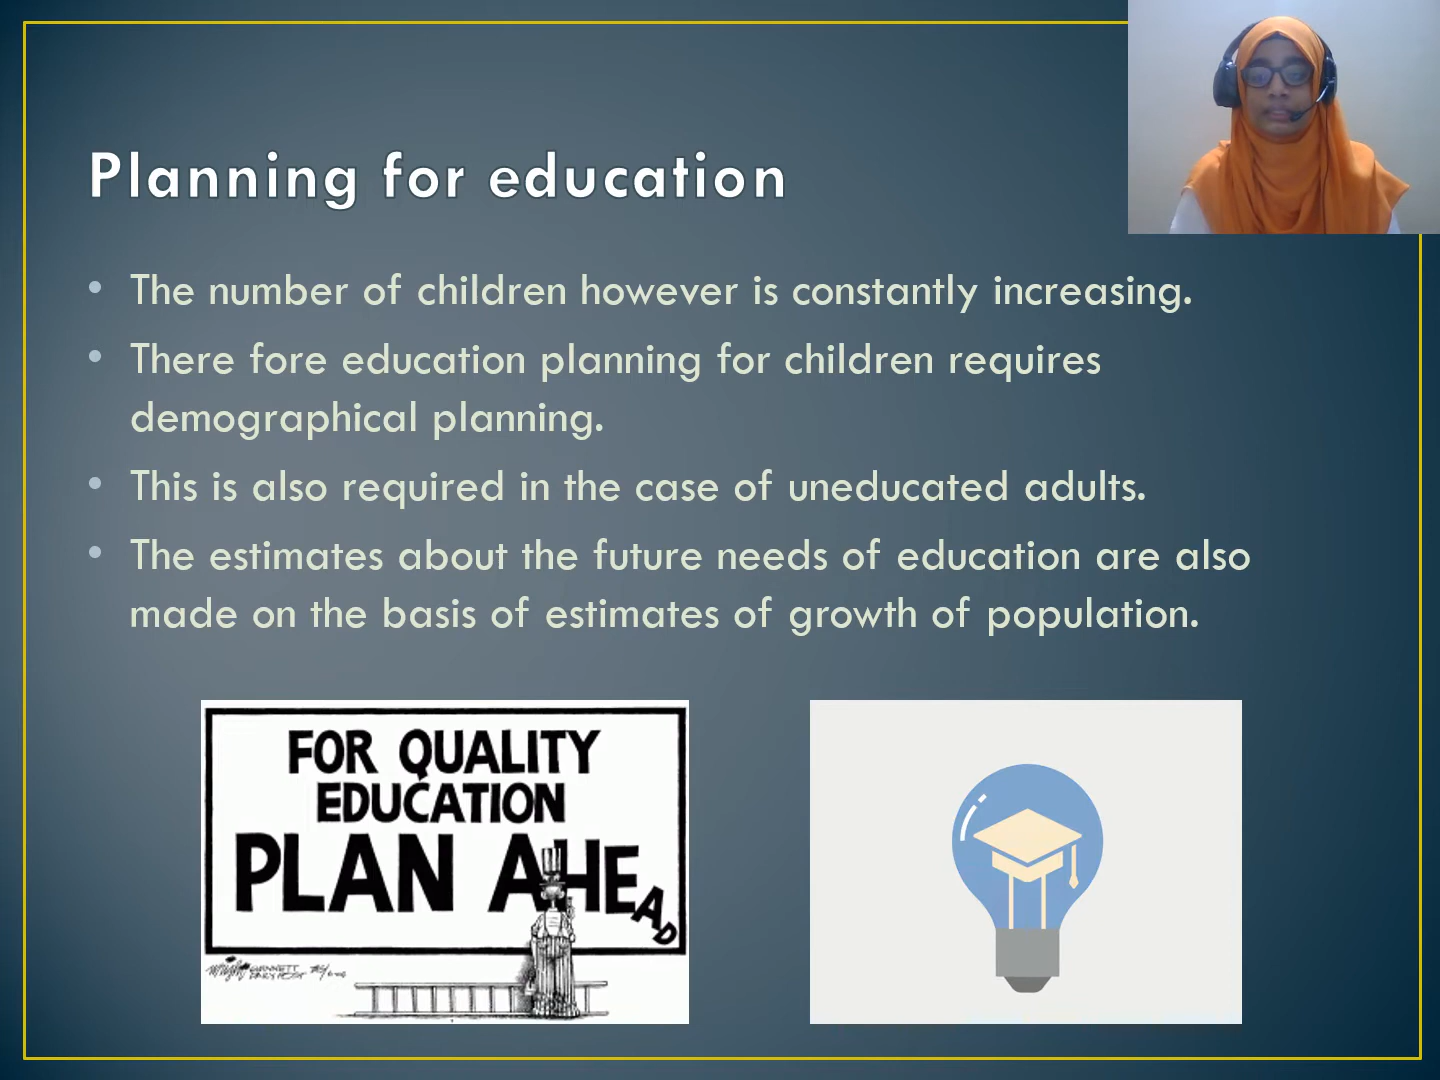 Planning for education
• The number of children however is constantly increasing.
• There fore education planning for children requires
demographical planning.
• This is also required in the case of uneducated adults.
• The estimates about the future needs of education are also
made on the basis of estimates of growth of population.
FOR QUALITY
EDUCATION
PLAN AHEAD